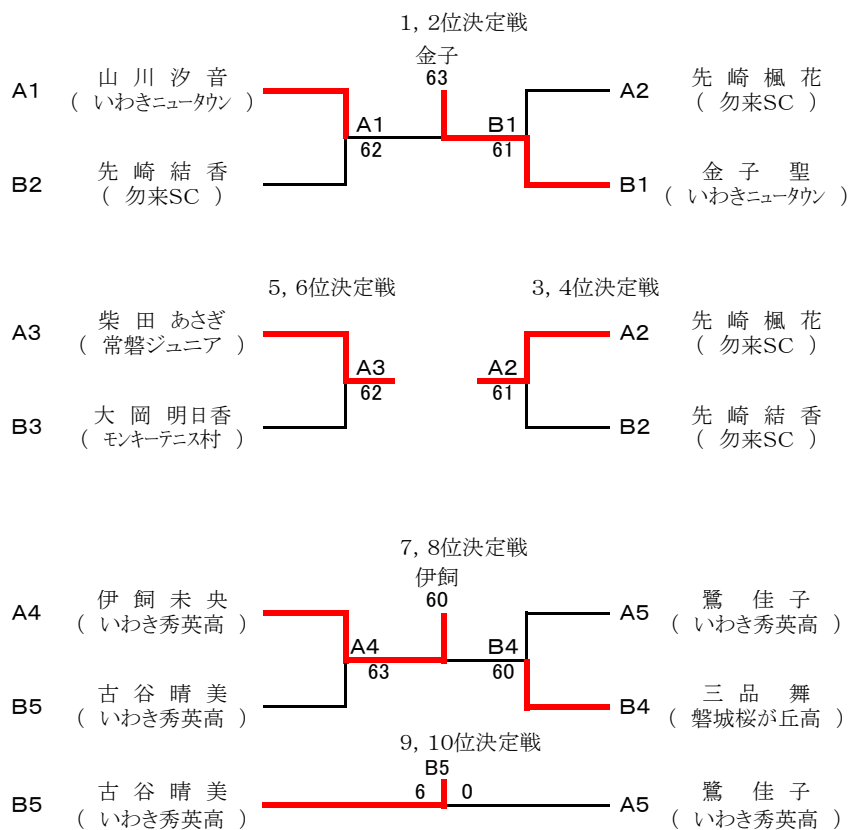 1, 2位決定戦
金子
63
A1 山川汐音 A2 先崎楓花
( いわきニュータウン ) ( 勿来SC )
A1 B1
62 61
B2 先崎結香 B1 金子 聖
( 勿来SC ) ( いわきニュータウン )
5, 6位決定戦 3, 4位決定戦
A3 柴田あさぎ A2 先崎楓花
( 常磐ジュニア ) ( 勿来SC )
A3 A2
62 61
B3 大岡明日香 B2 先崎結香
( モンキーテニス村 ) ( 勿来SC )
7, 8位決定戦
伊飼
60
A4 伊飼未央 A5 鷺 佳子
( いわき秀英高 ) ( いわき秀英高 )
A4 B4
63 60
B5 古谷晴美 B4 三品 舞
( いわき秀英高 ) ( 磐城桜が丘高 )
9, 10位決定戦
B5
6 0
B5 古谷晴美 A5 鷺 佳子
( いわき秀英高 ) ( いわき秀英高 )